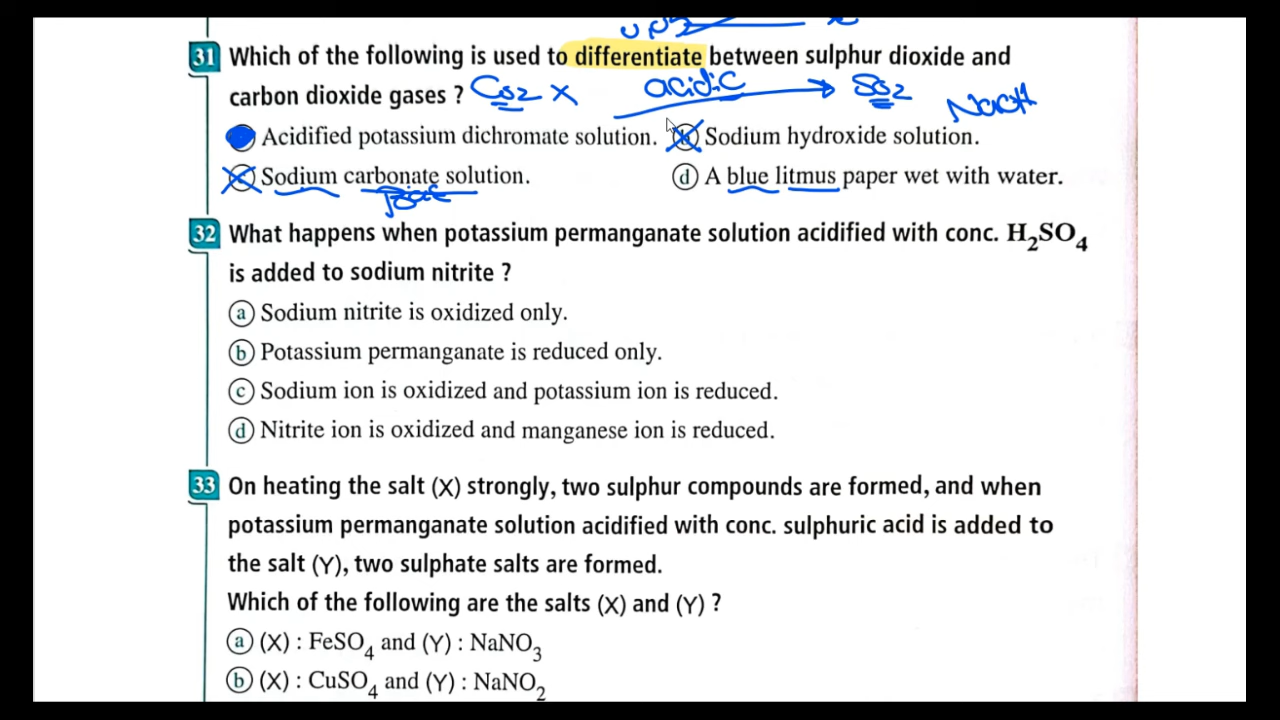 31 Which of the following is used to differentiate between sulphur dioxide and
carbon dioxide gases ? CO2 X acidic SO2 NaOH
Acidified potassium dichromate solution. b Sodium hydroxide solution.
c Sodium carbonate solution. d A blue litmus paper wet with water.
32 What happens when potassium permanganate solution acidified with conc. H₂SO₄
is added to sodium nitrite ?
a Sodium nitrite is oxidized only.
b Potassium permanganate is reduced only.
c Sodium ion is oxidized and potassium ion is reduced.
d Nitrite ion is oxidized and manganese ion is reduced.
33 On heating the salt (X) strongly, two sulphur compounds are formed, and when
potassium permanganate solution acidified with conc. sulphuric acid is added to
the salt (Y), two sulphate salts are formed.
Which of the following are the salts (X) and (Y) ?
a (X) : FeSO₄ and (Y) : NaNO₃
b (X) : CuSO₄ and (Y) : NaNO₂